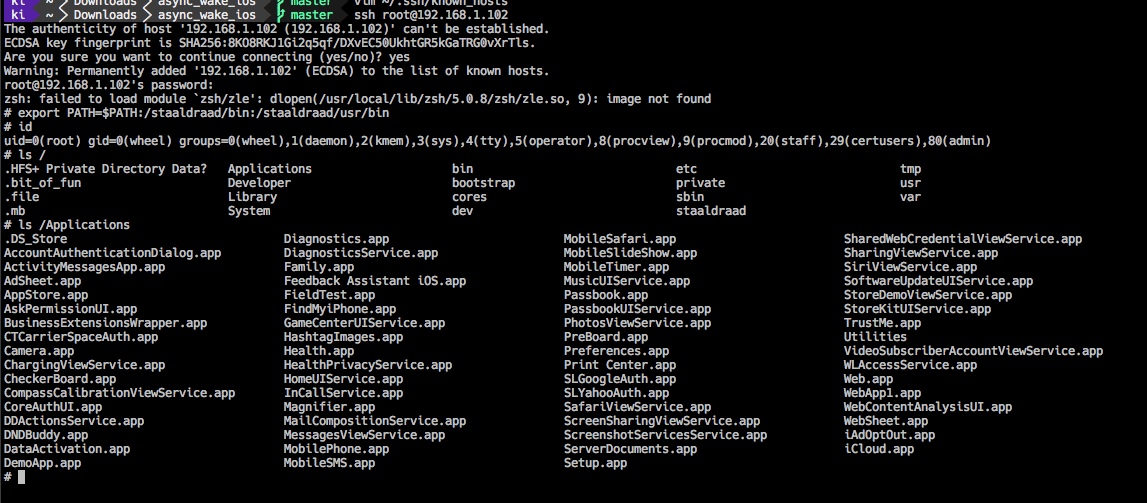 ki ~ Downloads async_wake_ios master vim ~/.ssh/known_hosts
ki ~ Downloads async_wake_ios master ssh root@192.168.1.102
The authenticity of host '192.168.1.102 (192.168.1.102)' can't be established.
ECDSA key fingerprint is SHA256:8KO8RKJ1Gi2q5qf/DXvEC50UkhtGR5kGaTRG0vXrTls.
Are you sure you want to continue connecting (yes/no)? yes
Warning: Permanently added '192.168.1.102' (ECDSA) to the list of known hosts.
root@192.168.1.102's password:
zsh: failed to load module `zsh/zle': dlopen(/usr/local/lib/zsh/5.0.8/zsh/zle.so, 9): image not found
# export PATH=$PATH:/staaldraad/bin:/staaldraad/usr/bin
# id
uid=0(root) gid=0(wheel) groups=0(wheel),1(daemon),2(kmem),3(sys),4(tty),5(operator),8(procview),9(procmod),20(staff),29(certusers),80(admin)
# ls /
.HFS+ Private Directory Data? Applications bin etc tmp
.bit_of_fun Developer bootstrap private usr
.file Library cores sbin var
.mb System dev staaldraad
# ls /Applications
.DS_Store Diagnostics.app MobileSafari.app SharedWebCredentialViewService.app
AccountAuthenticationDialog.app DiagnosticsService.app MobileSlideShow.app SharingViewService.app
ActivityMessagesApp.app Family.app MobileTimer.app SiriViewService.app
AdSheet.app Feedback Assistant iOS.app MusicUIService.app SoftwareUpdateUIService.app
AppStore.app FieldTest.app Passbook.app StoreDemoViewService.app
AskPermissionUI.app FindMyiPhone.app PassbookUIService.app StoreKitUIService.app
BusinessExtensionsWrapper.app GameCenterUIService.app PhotosViewService.app TrustMe.app
CTCarrierSpaceAuth.app HashtagImages.app PreBoard.app Utilities
Camera.app Health.app Preferences.app VideoSubscriberAccountViewService.app
ChargingViewService.app HealthPrivacyService.app Print Center.app WLAccessService.app
CheckerBoard.app HomeUIService.app SLGoogleAuth.app Web.app
CompassCalibrationViewService.app InCallService.app SLYahooAuth.app WebApp1.app
CoreAuthUI.app Magnifier.app SafariViewService.app WebContentAnalysisUI.app
DDActionsService.app MailCompositionService.app ScreenSharingViewService.app WebSheet.app
DNDBuddy.app MessagesViewService.app ScreenshotServicesService.app iAdOptOut.app
DataActivation.app MobilePhone.app ServerDocuments.app iCloud.app
DemoApp.app MobileSMS.app Setup.app
#